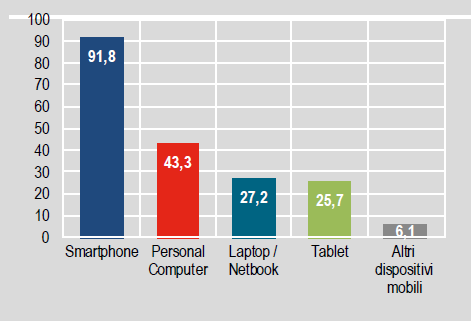 100
90
80
70
60
50
40
30
20
10
0
91,8
43,3
27,2
25,7
6,1
Smartphone
Personal
Computer
Laptop /
Netbook
Tablet
Altri
dispositivi
mobili